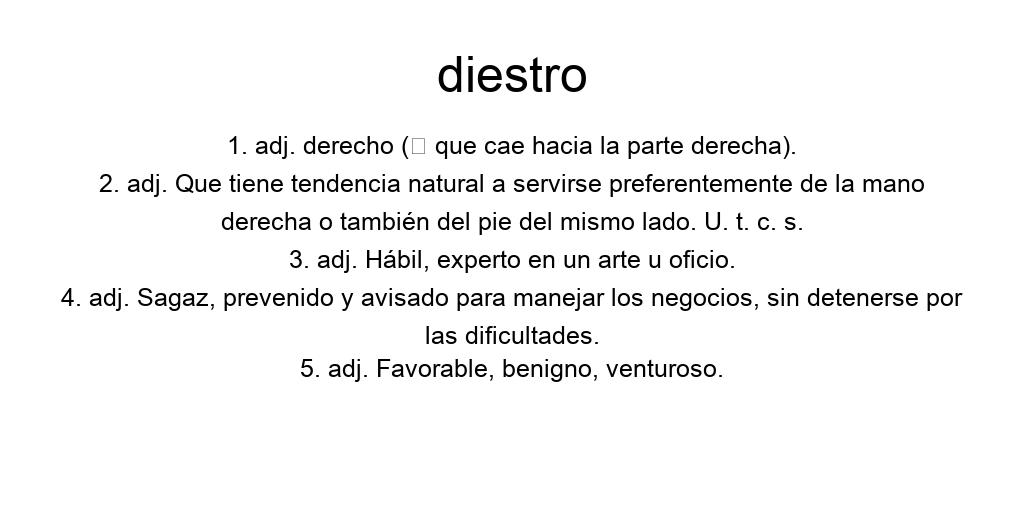 diestro
1. adj. derecho (▯ que cae hacia la parte derecha).
2. adj. Que tiene tendencia natural a servirse preferentemente de la mano
derecha o también del pie del mismo lado. U. t. c. s.
3. adj. Hábil, experto en un arte u oficio.
4. adj. Sagaz, prevenido y avisado para manejar los negocios, sin detenerse por
las dificultades.
5. adj. Favorable, benigno, venturoso.